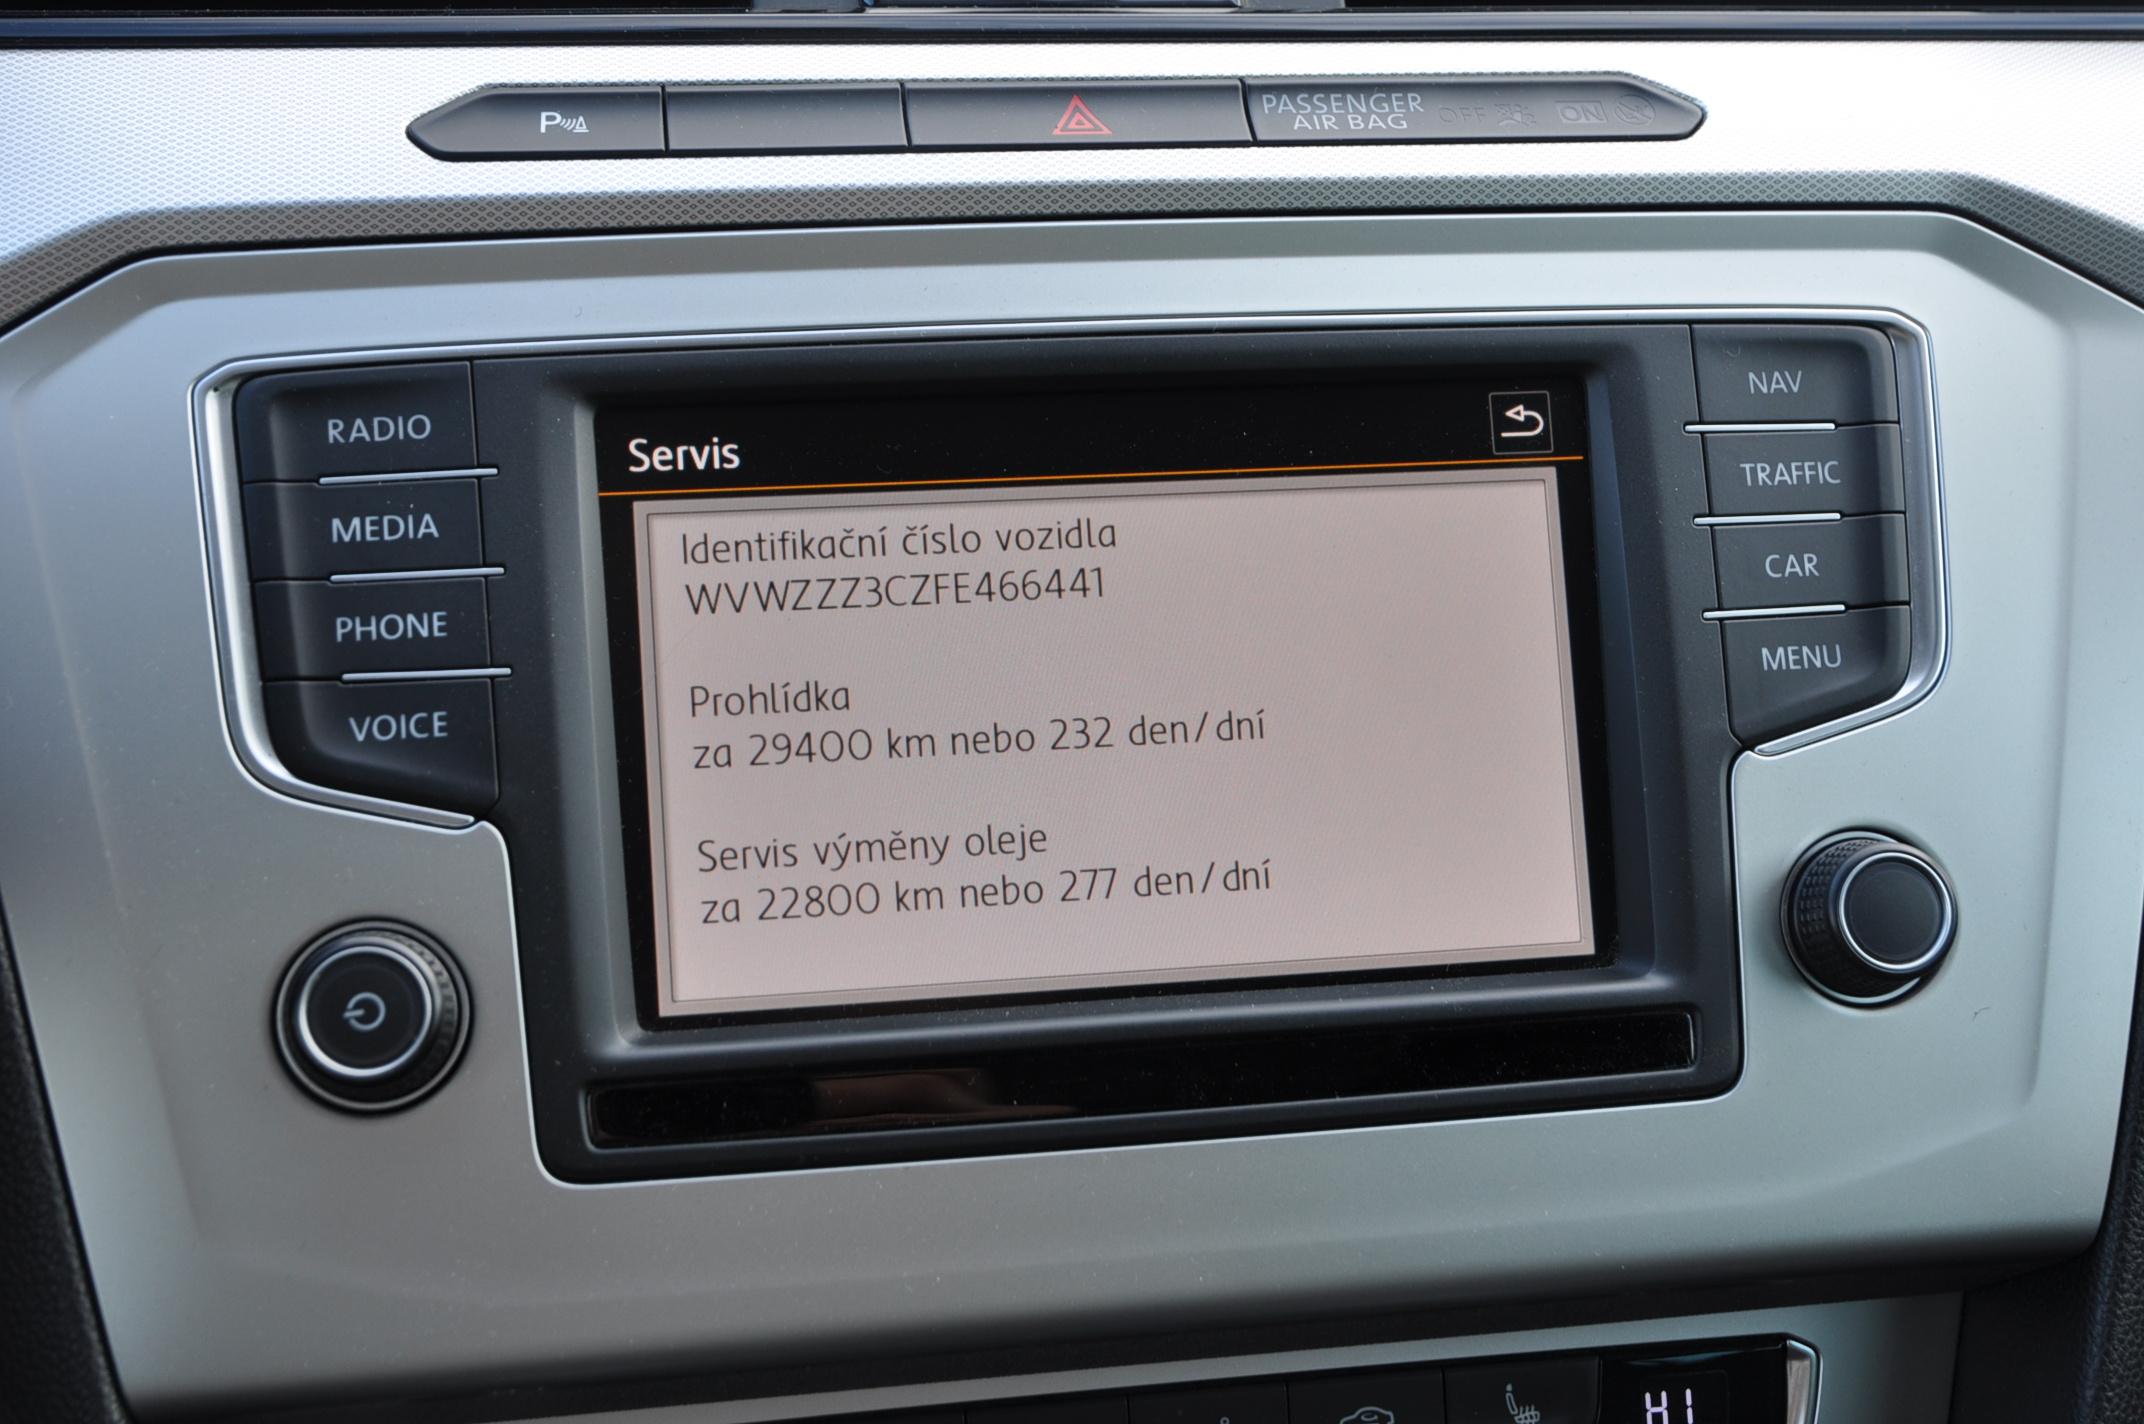 P
PASSENGER
AIR BAG
OFF
ON
RADIO
MEDIA
PHONE
VOICE
Servis
Identifikační číslo vozidla
WVWZZZ3CZFE466441
Prohlídka
za 29400 km nebo 232 den/dní
Servis výměny oleje
za 22800 km nebo 277 den/dní
NAV
TRAFFIC
CAR
MENU
HI